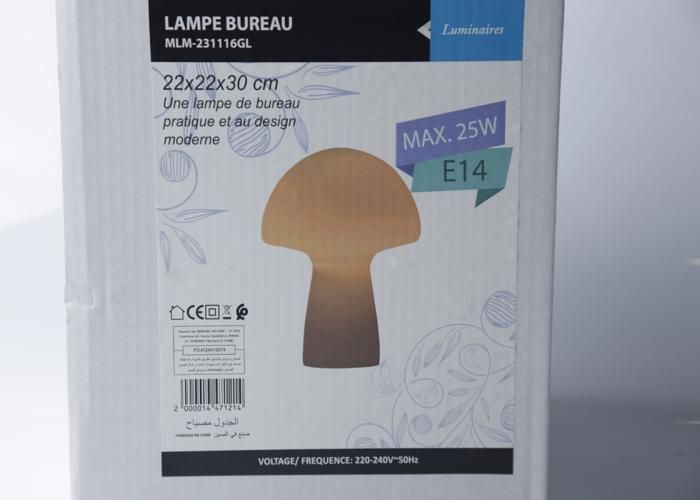 LAMPE BUREAU
MLM-231116GL
Luminaires
22x22x30 cm
Une lampe de bureau
pratique et au design
moderne
MAX. 25W
E14
CE
2 000014 471214
الجدول مصباح
FABRIQUE EN CHINE صنع في الصين
VOLTAGE/ FREQUENCE: 220-240V~50Hz